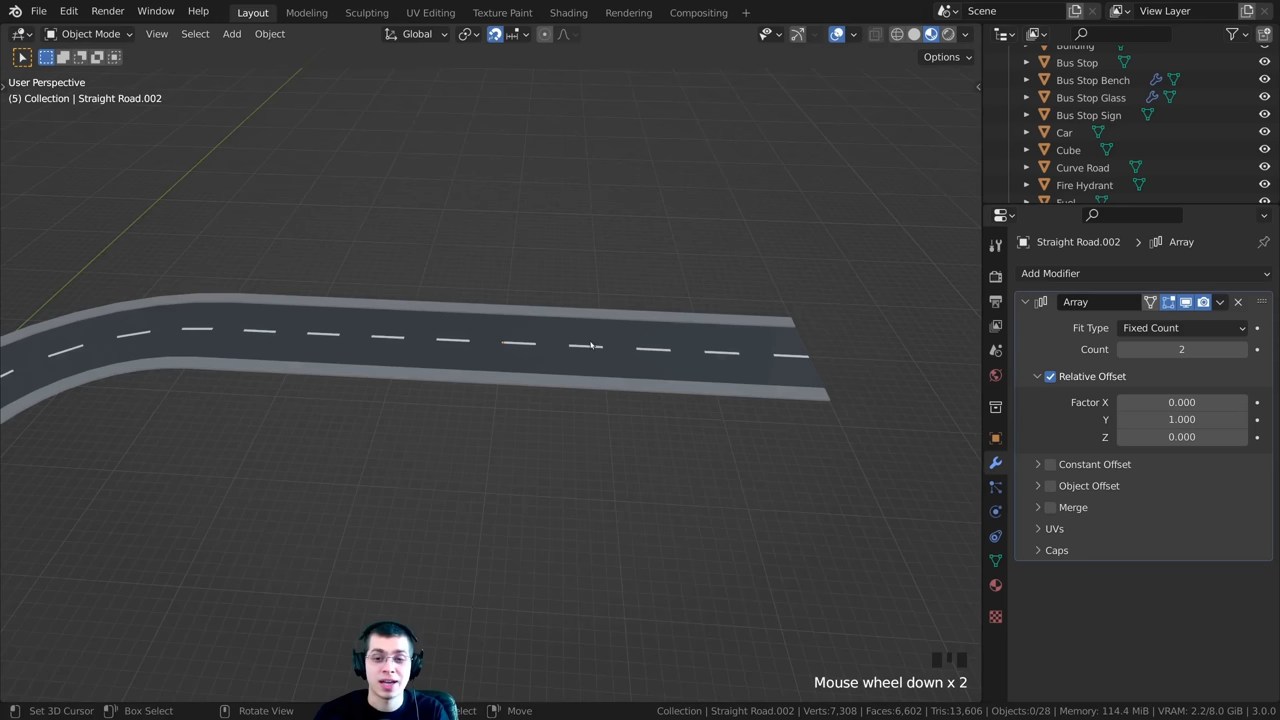 File Edit Render Window Help
Layout Modeling Sculpting UV Editing Texture Paint Shading Rendering Compositing
Scene View Layer
Object Mode View Select Add Object Global
Options
User Perspective
(5) Collection | Straight Road.002
Building
Bus Stop
Bus Stop Bench
Bus Stop Glass
Bus Stop Sign
Car
Cube
Curve Road
Fire Hydrant
Fuel
Straight Road.002 Array
Add Modifier
Array
Fit Type Fixed Count
Count 2
Relative Offset
Factor X 0.000
Y 1.000
Z 0.000
Constant Offset
Object Offset
Merge
UVs
Caps
Mouse wheel down x 2
Set 3D Cursor Box Select Rotate View Select Move Collection | Straight Road.002 | Verts:7,308 | Faces:6,602 | Tris:13,606 | Objects:0/28 | Memory: 114.4 MiB | VRAM: 2.2/8.0 GiB | 3.0.0